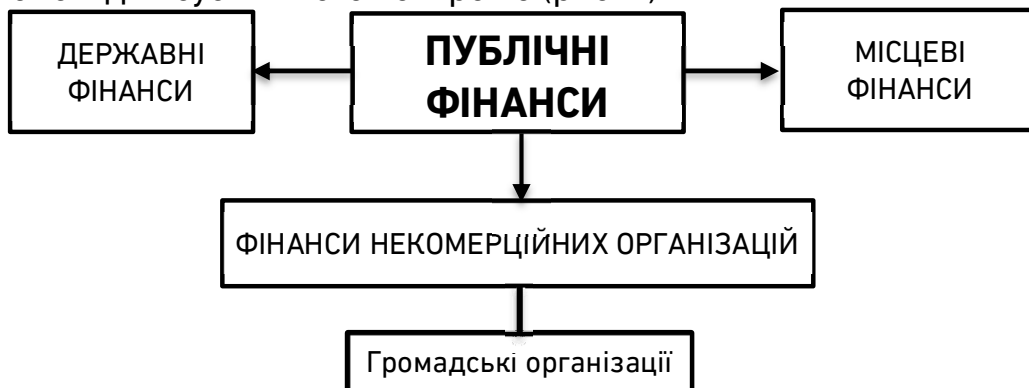 ДЕРЖАВНІ
ФІНАНСИ
ПУБЛІЧНІ
ФІНАНСИ
МІСЦЕВІ
ФІНАНСИ
ФІНАНСИ НЕКОМЕРЦІЙНИХ ОРГАНІЗАЦІЙ
Громадські організації